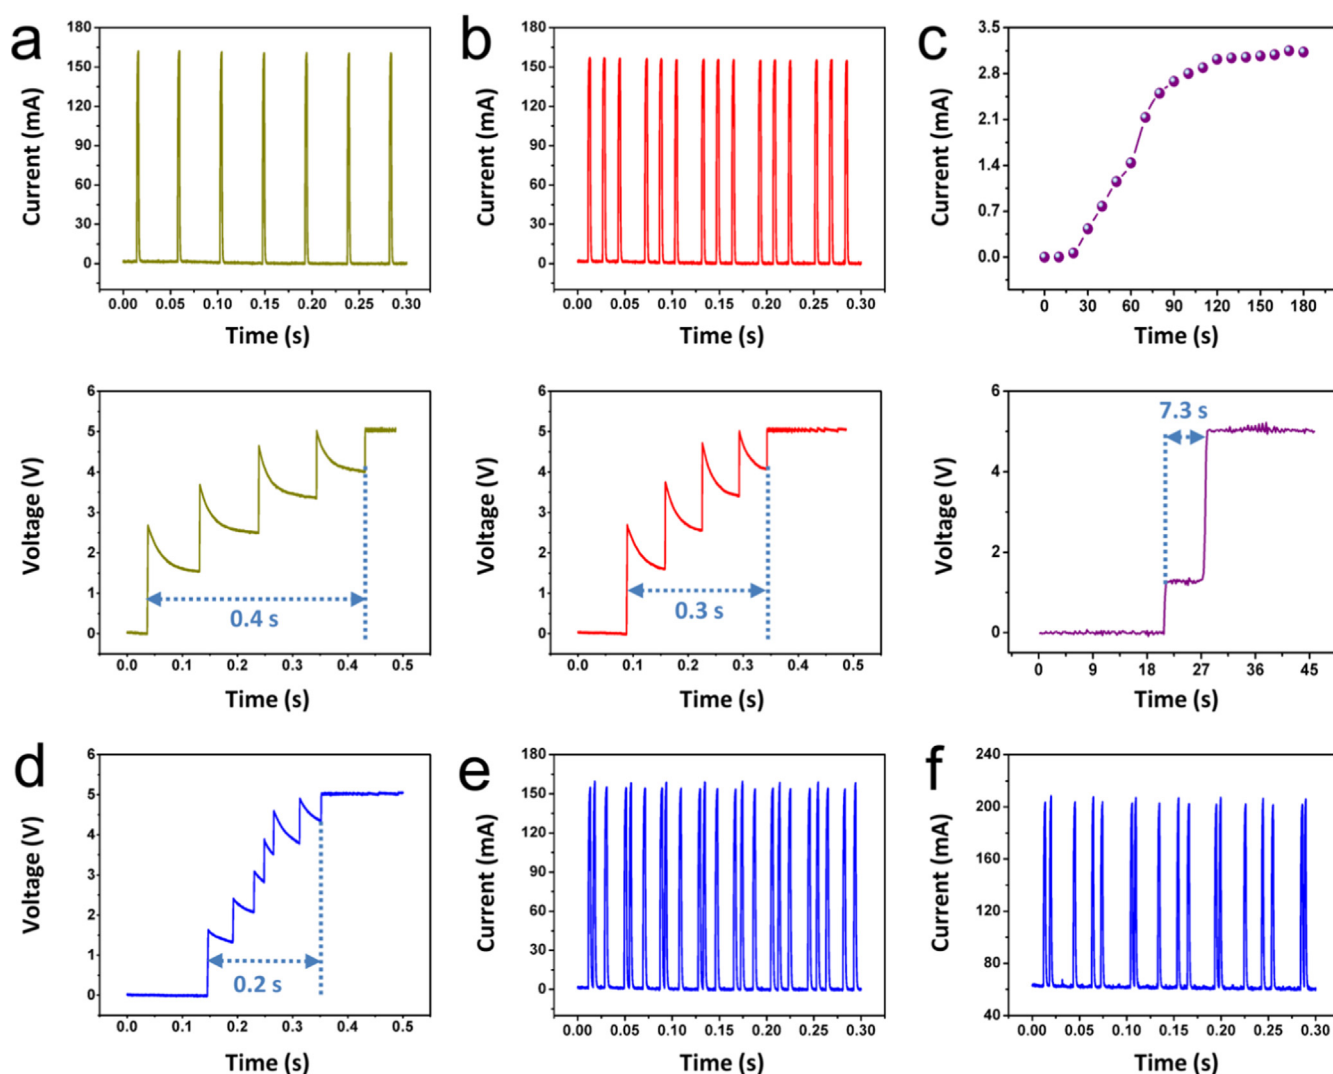 a
180
150
120
90
60
30
0
Current (mA)
0.00 0.05 0.10 0.15 0.20 0.25 0.30
Time (s)
6
5
4
3
2
1
0
Voltage (V)
0.4 s
0.0 0.1 0.2 0.3 0.4 0.5
Time (s)
b
180
150
120
90
60
30
0
Current (mA)
0.00 0.05 0.10 0.15 0.20 0.25 0.30
Time (s)
6
5
4
3
2
1
0
Voltage (V)
0.3 s
0.0 0.1 0.2 0.3 0.4 0.5
Time (s)
c
3.5
2.8
2.1
1.4
0.7
0.0
Current (mA)
0 30 60 90 120 150 180
Time (s)
6
4
2
0
Voltage (V)
7.3 s
0 9 18 27 36 45
Time (s)
d
6
5
4
3
2
1
0
Voltage (V)
0.2 s
0.0 0.1 0.2 0.3 0.4 0.5
Time (s)
e
180
150
120
90
60
30
0
Current (mA)
0.00 0.05 0.10 0.15 0.20 0.25 0.30
Time (s)
f
240
200
160
120
80
40
Current (mA)
0.00 0.05 0.10 0.15 0.20 0.25 0.30
Time (s)